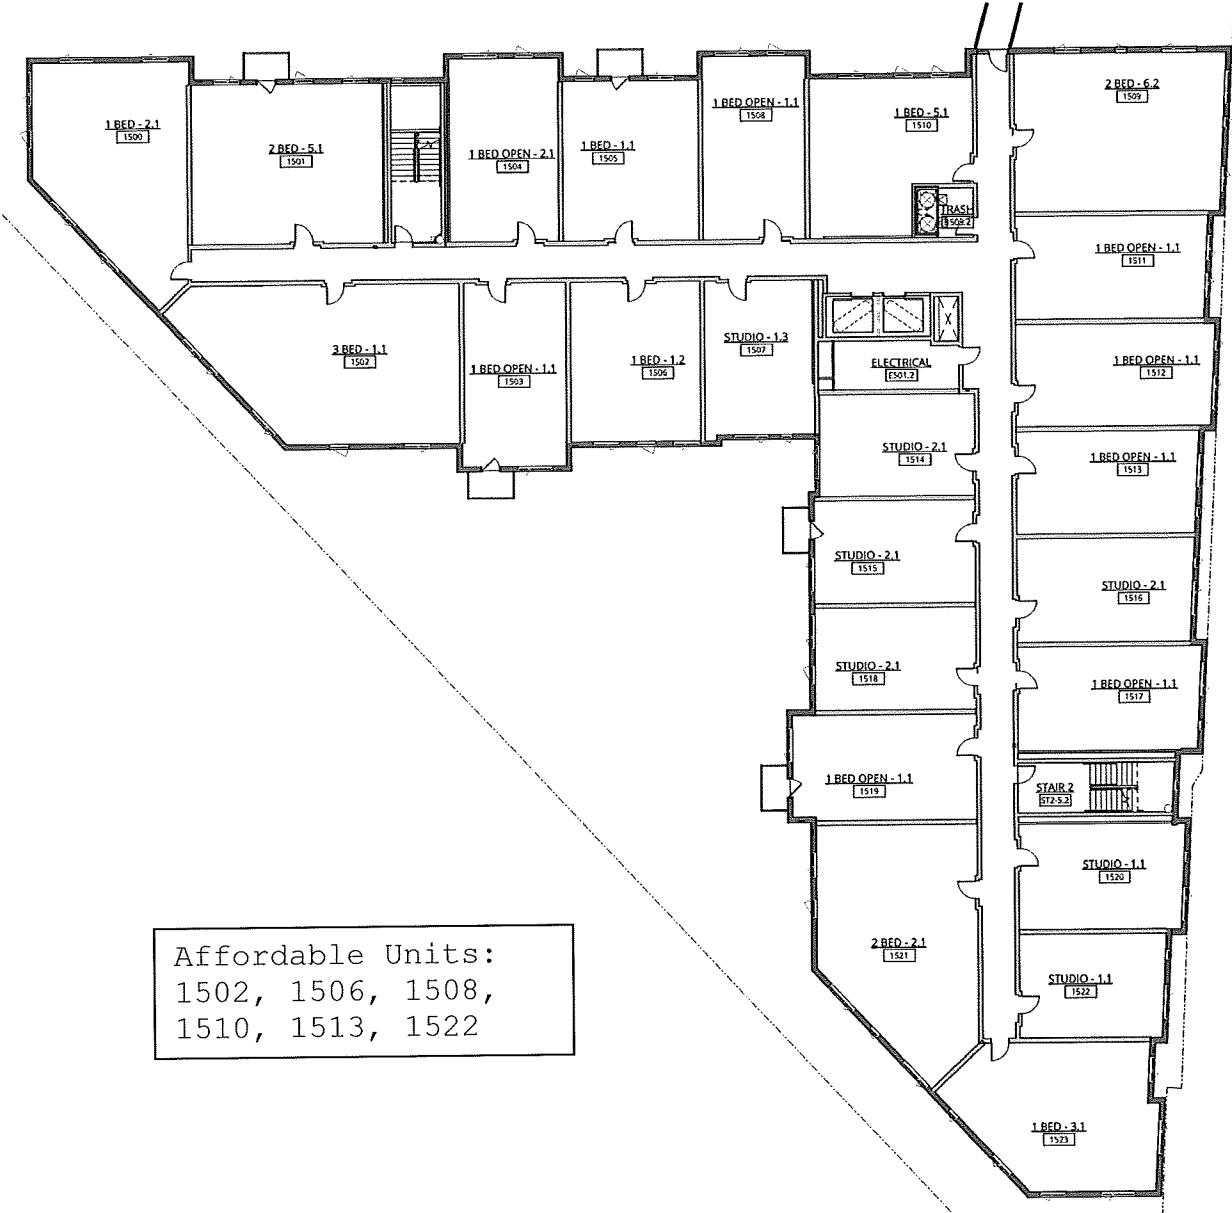 2 BED - 6.2
1509
1 BED OPEN - 1.1
1508
1 BED - 5.1
1510
1 BED - 2.1
1500
2 BED - 5.1
1501
1 BED OPEN - 2.1
1504
1 BED - 1.1
1505
TRASH
1 BED OPEN - 1.1
1511
3 BED - 1.1
1502
1 BED OPEN - 1.1
1503
1 BED - 1.2
1506
STUDIO - 1.3
1507
ELECTRICAL
E501.2
1 BED OPEN - 1.1
1512
STUDIO - 2.1
1514
1 BED OPEN - 1.1
1513
STUDIO - 2.1
1515
STUDIO - 2.1
1516
STUDIO - 2.1
1518
1 BED OPEN - 1.1
1517
1 BED OPEN - 1.1
1519
STAIR 2
ST2-5.2
STUDIO - 1.1
1520
2 BED - 2.1
1521
STUDIO - 1.1
1522
1 BED - 3.1
1523
Affordable Units:
1502, 1506, 1508,
1510, 1513, 1522